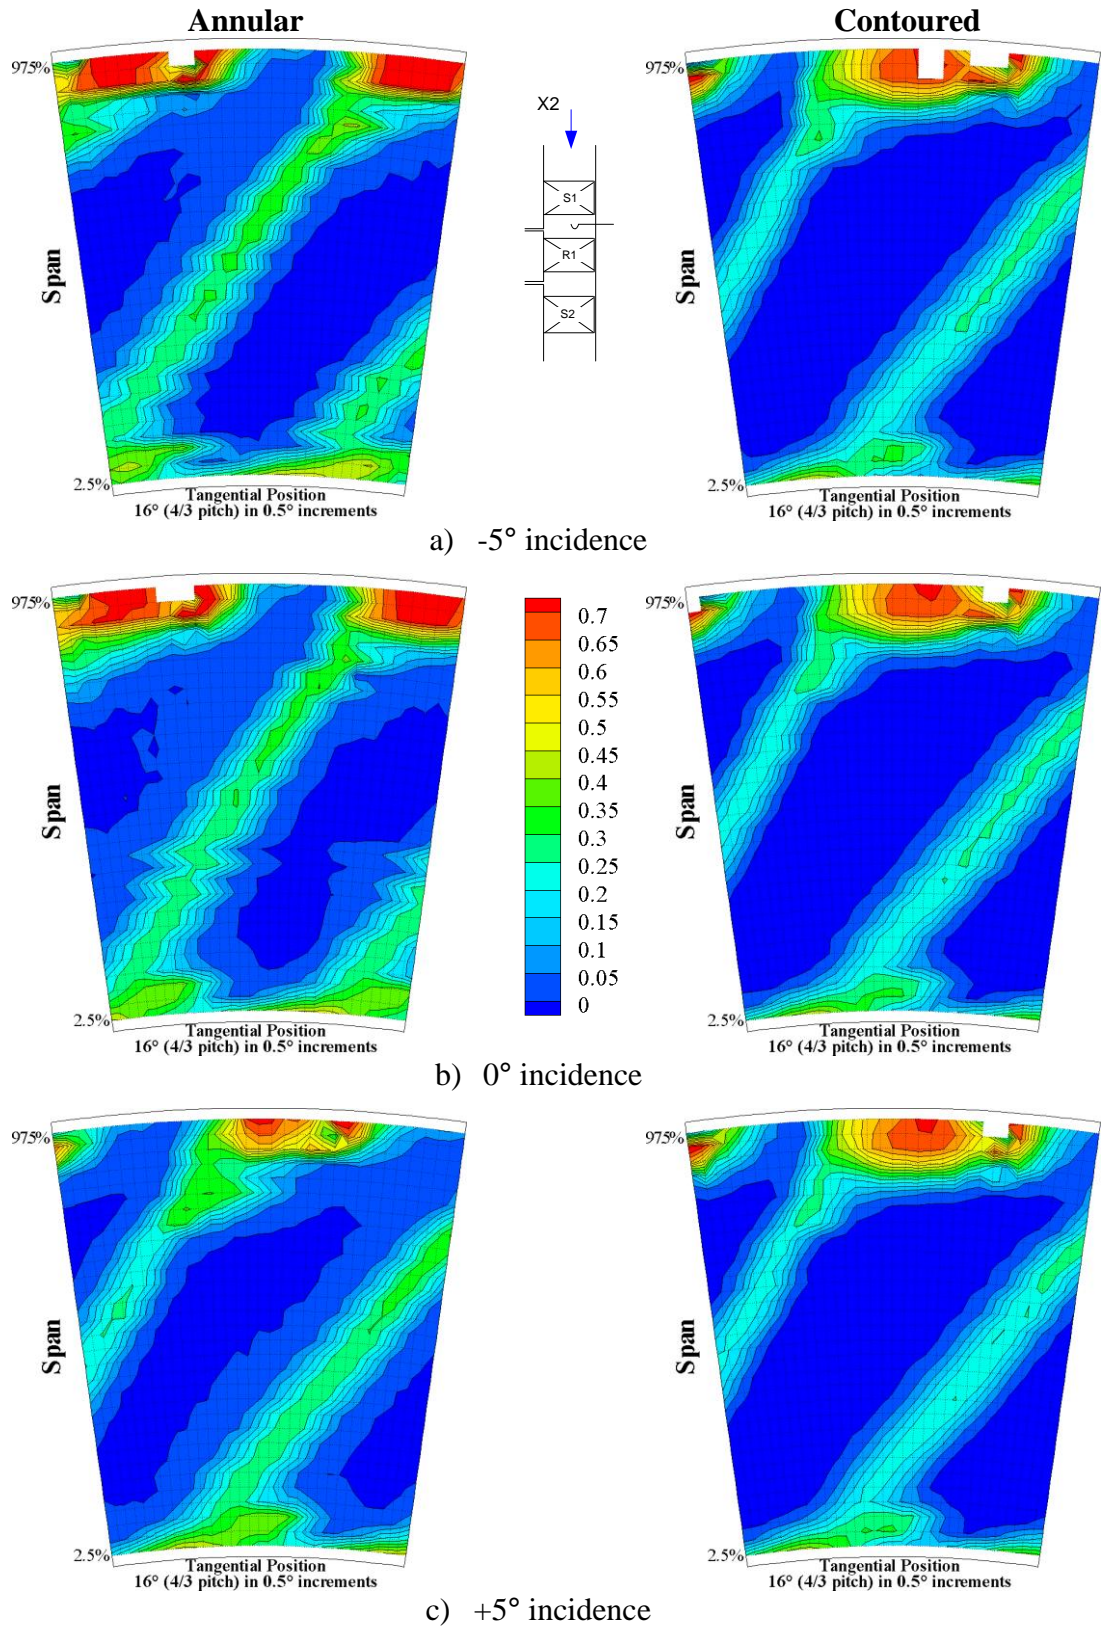 Annular
Contoured
975%
Span
2.5%
Tangential Position
16° (4/3 pitch) in 0.5° increments
X2
S1
R1
S2
975%
Span
2.5%
Tangential Position
16° (4/3 pitch) in 0.5° increments
a) -5° incidence
975%
Span
2.5%
Tangential Position
16° (4/3 pitch) in 0.5° increments
0.7
0.65
0.6
0.55
0.5
0.45
0.4
0.35
0.3
0.25
0.2
0.15
0.1
0.05
0
975%
Span
2.5%
Tangential Position
16° (4/3 pitch) in 0.5° increments
b) 0° incidence
975%
Span
2.5%
Tangential Position
16° (4/3 pitch) in 0.5° increments
975%
Span
2.5%
Tangential Position
16° (4/3 pitch) in 0.5° increments
c) +5° incidence